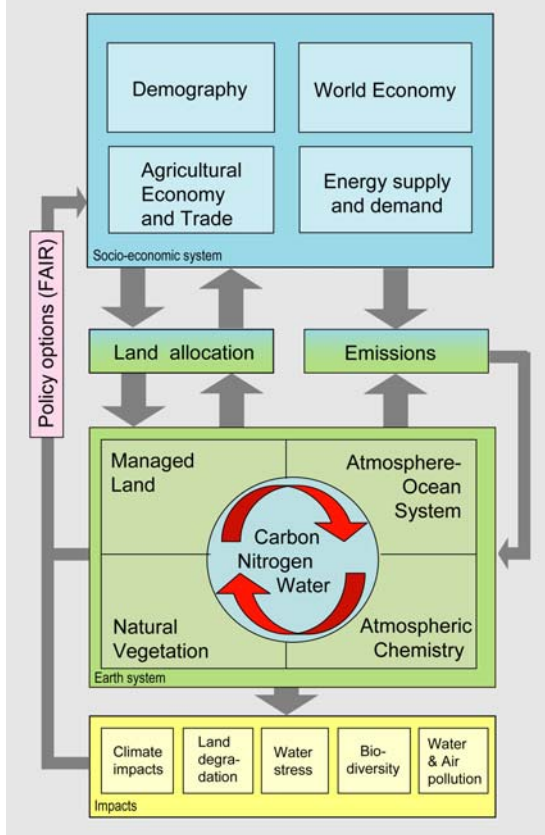 Demography
World Economy
Agricultural
Economy
and Trade
Energy supply
and demand
Socio-economic system
Policy options (FAIR)
Land allocation
Emissions
Managed
Land
Atmosphere-
Ocean
System
Carbon
Nitrogen
Water
Natural
Vegetation
Atmospheric
Chemistry
Earth system
Climate
impacts
Land
degra-
dation
Water
stress
Bio-
diversity
Water
& Air
pollution
Impacts